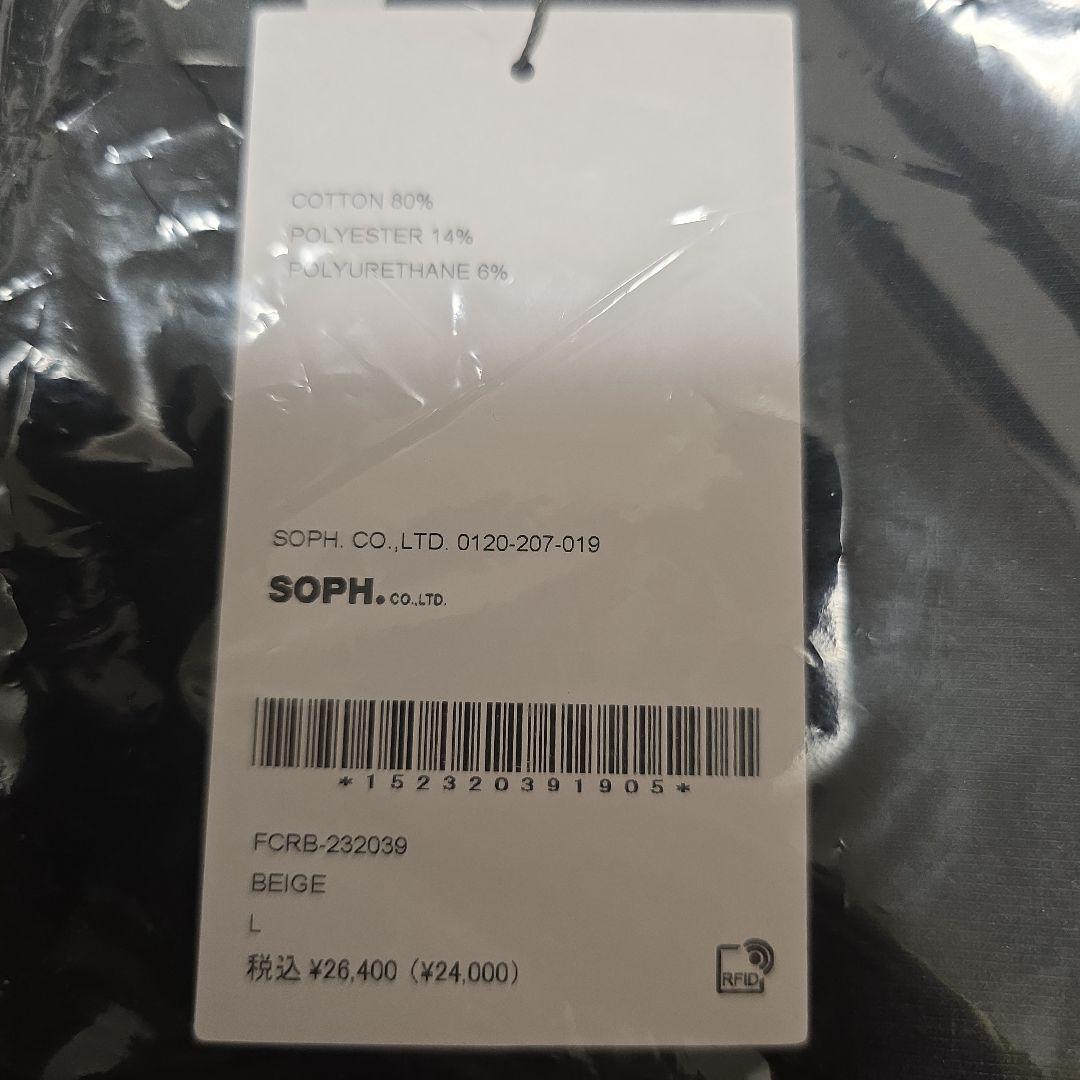 COTTON 80%
POLYESTER 14%
POLYURETHANE 6%
SOPH. CO.,LTD. 0120-207-019
SOPH. CO.,LTD.
*152320391905*
FCRB-232039
BEIGE
L
税込 ¥26,400 (¥24,000)
RFID